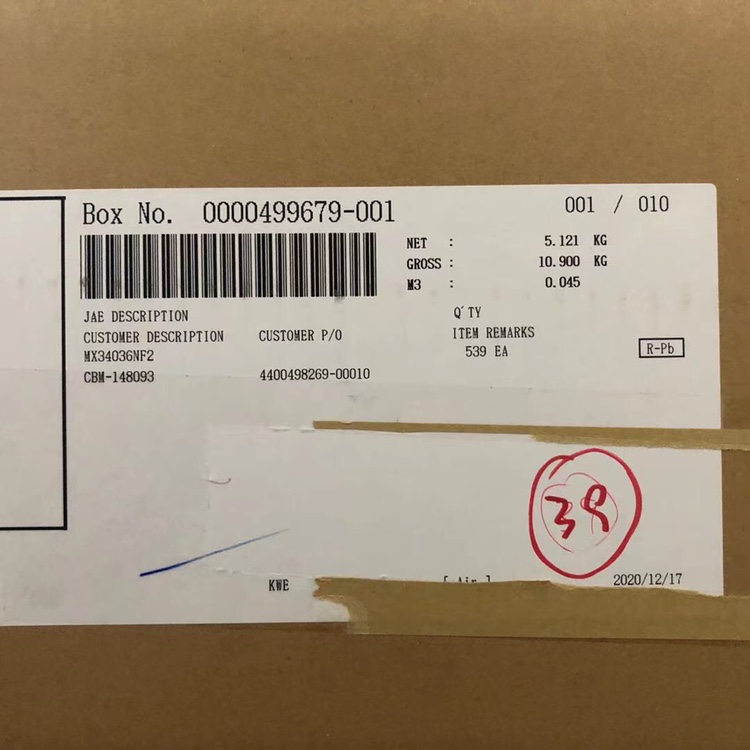 Box No. 0000499679-001
001 / 010
NET : 5.121 KG
GROSS : 10.900 KG
M3 : 0.045
JAE DESCRIPTION
Q'TY
CUSTOMER DESCRIPTION CUSTOMER P/O
ITEM REMARKS
MX34036NF2
539 EA
R-Pb
CBM-148093 4400498269-00010
39
KWE
2020/12/17